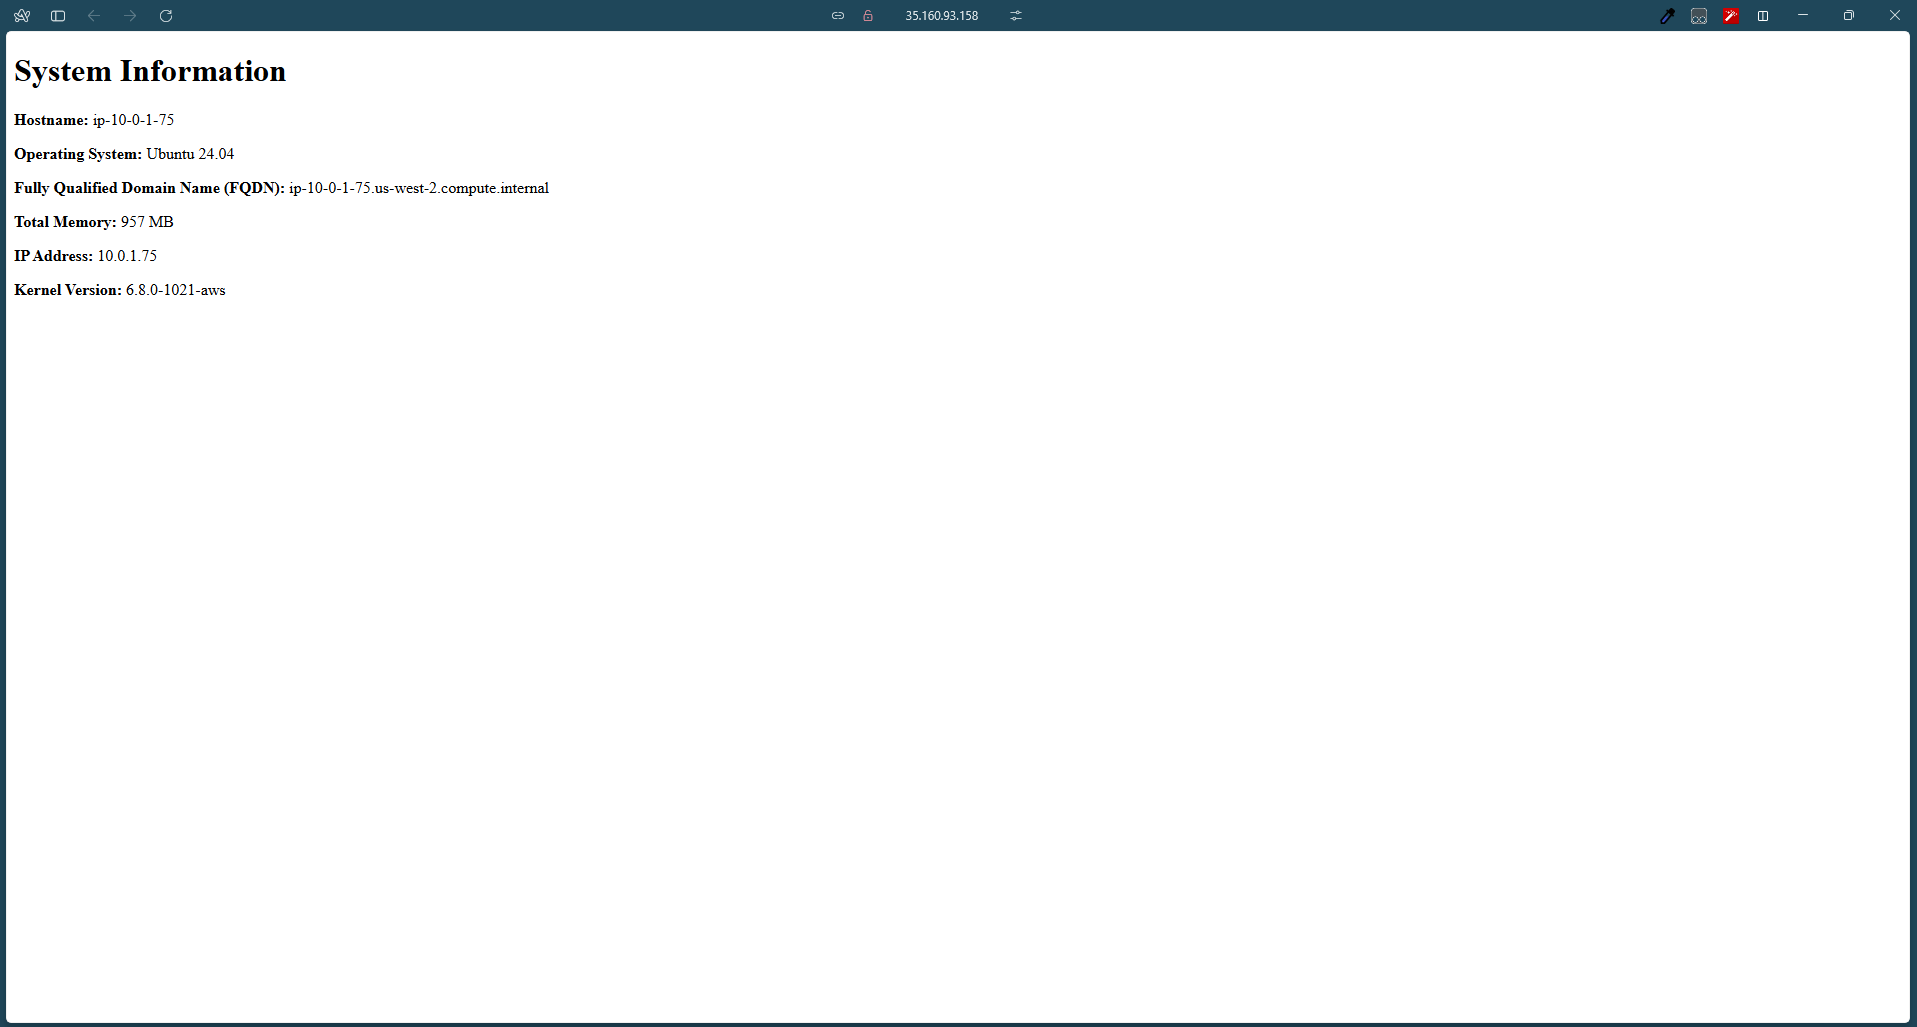 35.160.93.158
System Information
Hostname: ip-10-0-1-75
Operating System: Ubuntu 24.04
Fully Qualified Domain Name (FQDN): ip-10-0-1-75.us-west-2.compute.internal
Total Memory: 957 MB
IP Address: 10.0.1.75
Kernel Version: 6.8.0-1021-aws